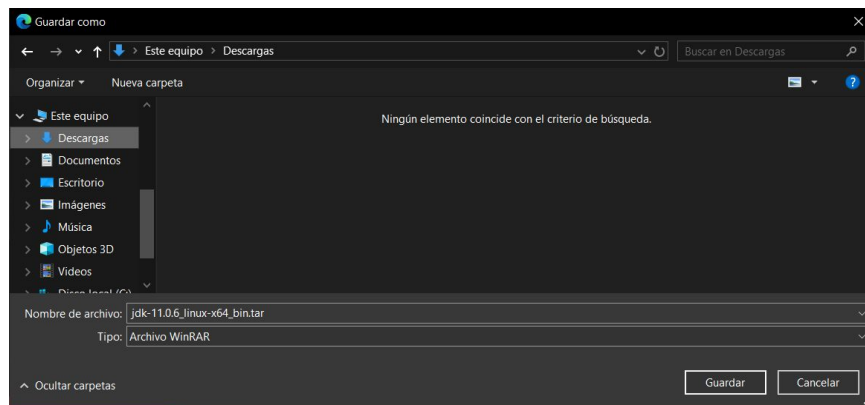 Guardar como
Este equipo > Descargas
Buscar en Descargas
Organizar
Nueva carpeta
Este equipo
Descargas
Documentos
Escritorio
Imágenes
Música
Objetos 3D
Videos
Disco local (C:)
Ningún elemento coincide con el criterio de búsqueda.
Nombre de archivo: jdk-11.0.6_linux-x64_bin.tar
Tipo: Archivo WinRAR
Ocultar carpetas
Guardar
Cancelar